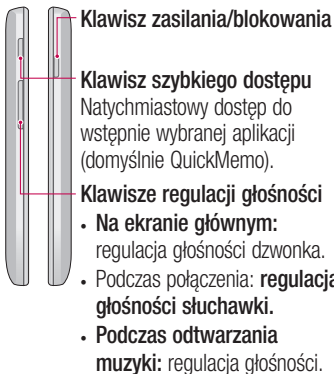 Klawisz zasilania/blokowania
Klawisz szybkiego dostępu
Natychmiastowy dostęp do
wstępnie wybranej aplikacji
(domyślnie QuickMemo).
Klawisze regulacji głośności
• Na ekranie głównym:
regulacja głośności dzwonka.
• Podczas połączenia: regulacja
głośności słuchawki.
• Podczas odtwarzania
muzyki: regulacja głośności.